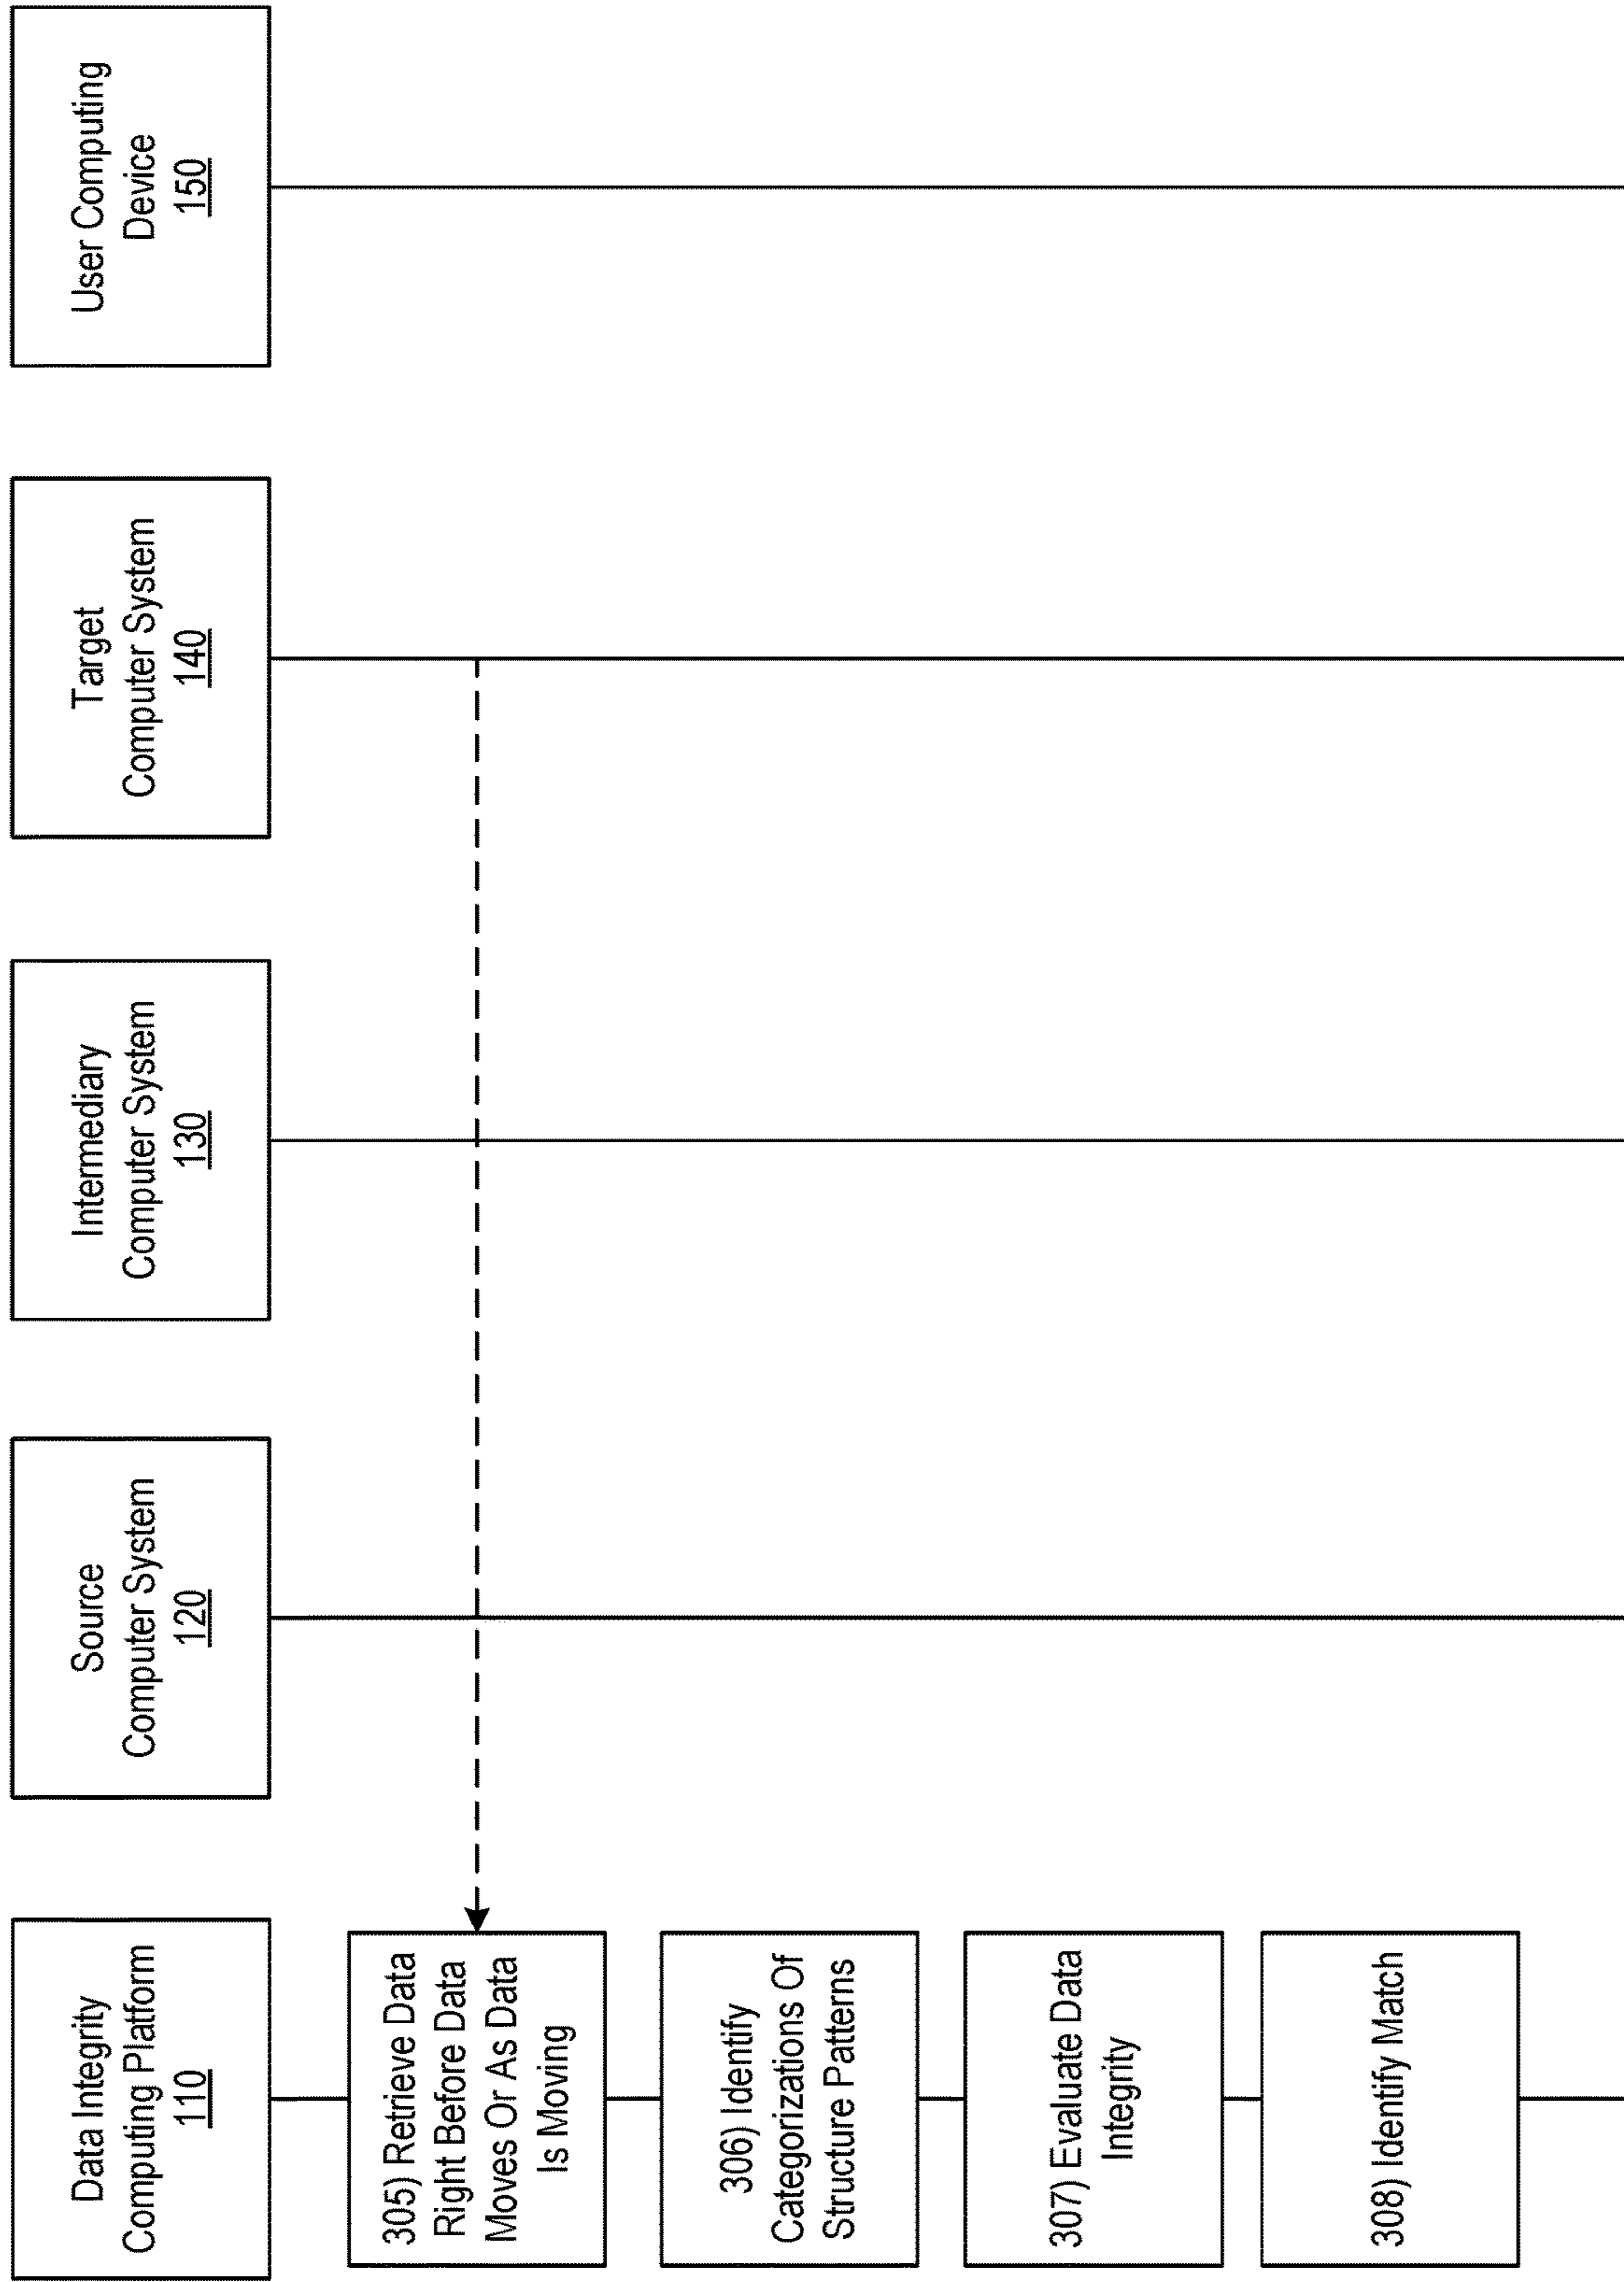 Data Integrity
Computing Platform
110
Source
Computer System
120
Intermediary
Computer System
130
Target
Computer System
140
User Computing
Device
150
305) Retrieve Data
Right Before Data
Moves Or As Data
Is Moving
306) Identify
Categorizations Of
Structure Patterns
307) Evaluate Data
Integrity
308) Identify Match